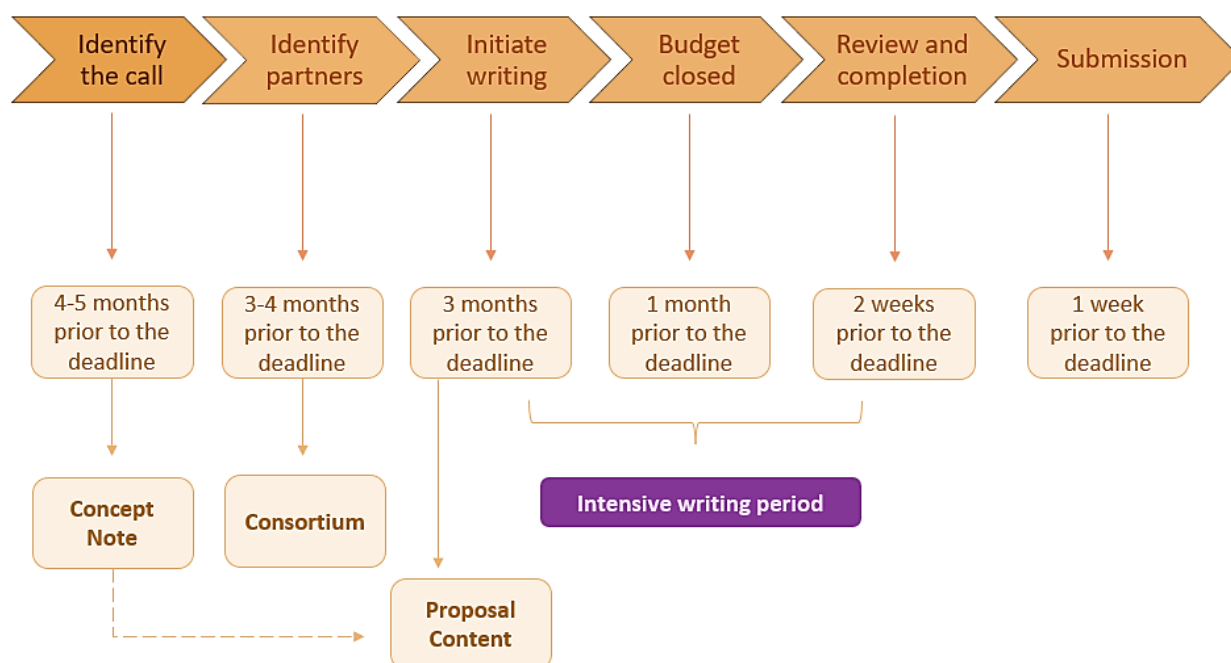 Identify
the call
Identify
partners
Initiate
writing
Budget
closed
Review and
completion
Submission
4-5 months
prior to the
deadline
3-4 months
prior to the
deadline
3 months
prior to the
deadline
1 month
prior to the
deadline
2 weeks
prior to the
deadline
1 week
prior to the
deadline
Concept
Note
Consortium
Intensive writing period
Proposal
Content